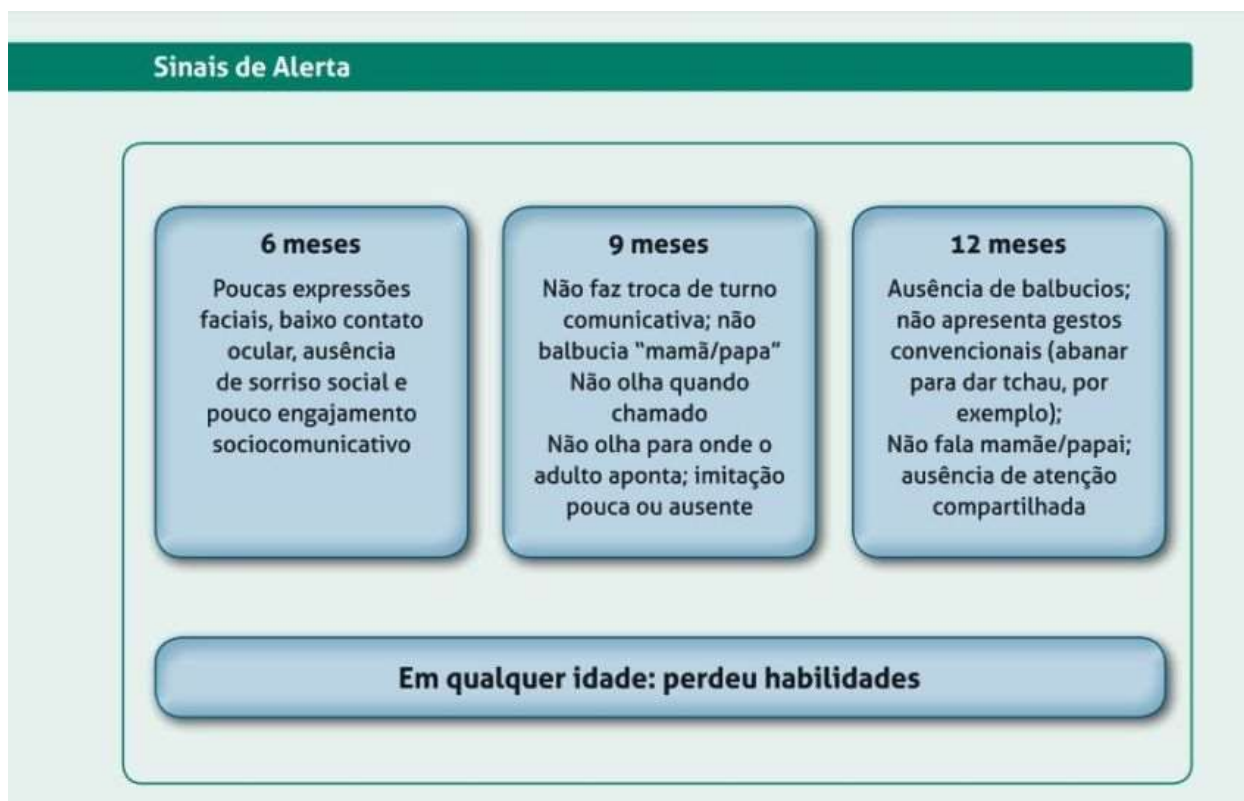 Sinais de Alerta
6 meses
Poucas expressões
faciais, baixo contato
ocular, ausência
de sorriso social e
pouco engajamento
sociocomunicativo
9 meses
Não faz troca de turno
comunicativa; não
balbucia “mamã/papa”
Não olha quando
chamado
Não olha para onde o
adulto aponta; imitação
pouca ou ausente
12 meses
Ausência de balbucios;
não apresenta gestos
convencionais (abanar
para dar tchau, por
exemplo);
Não fala mamãe/papai;
ausência de atenção
compartilhada
Em qualquer idade: perdeu habilidades